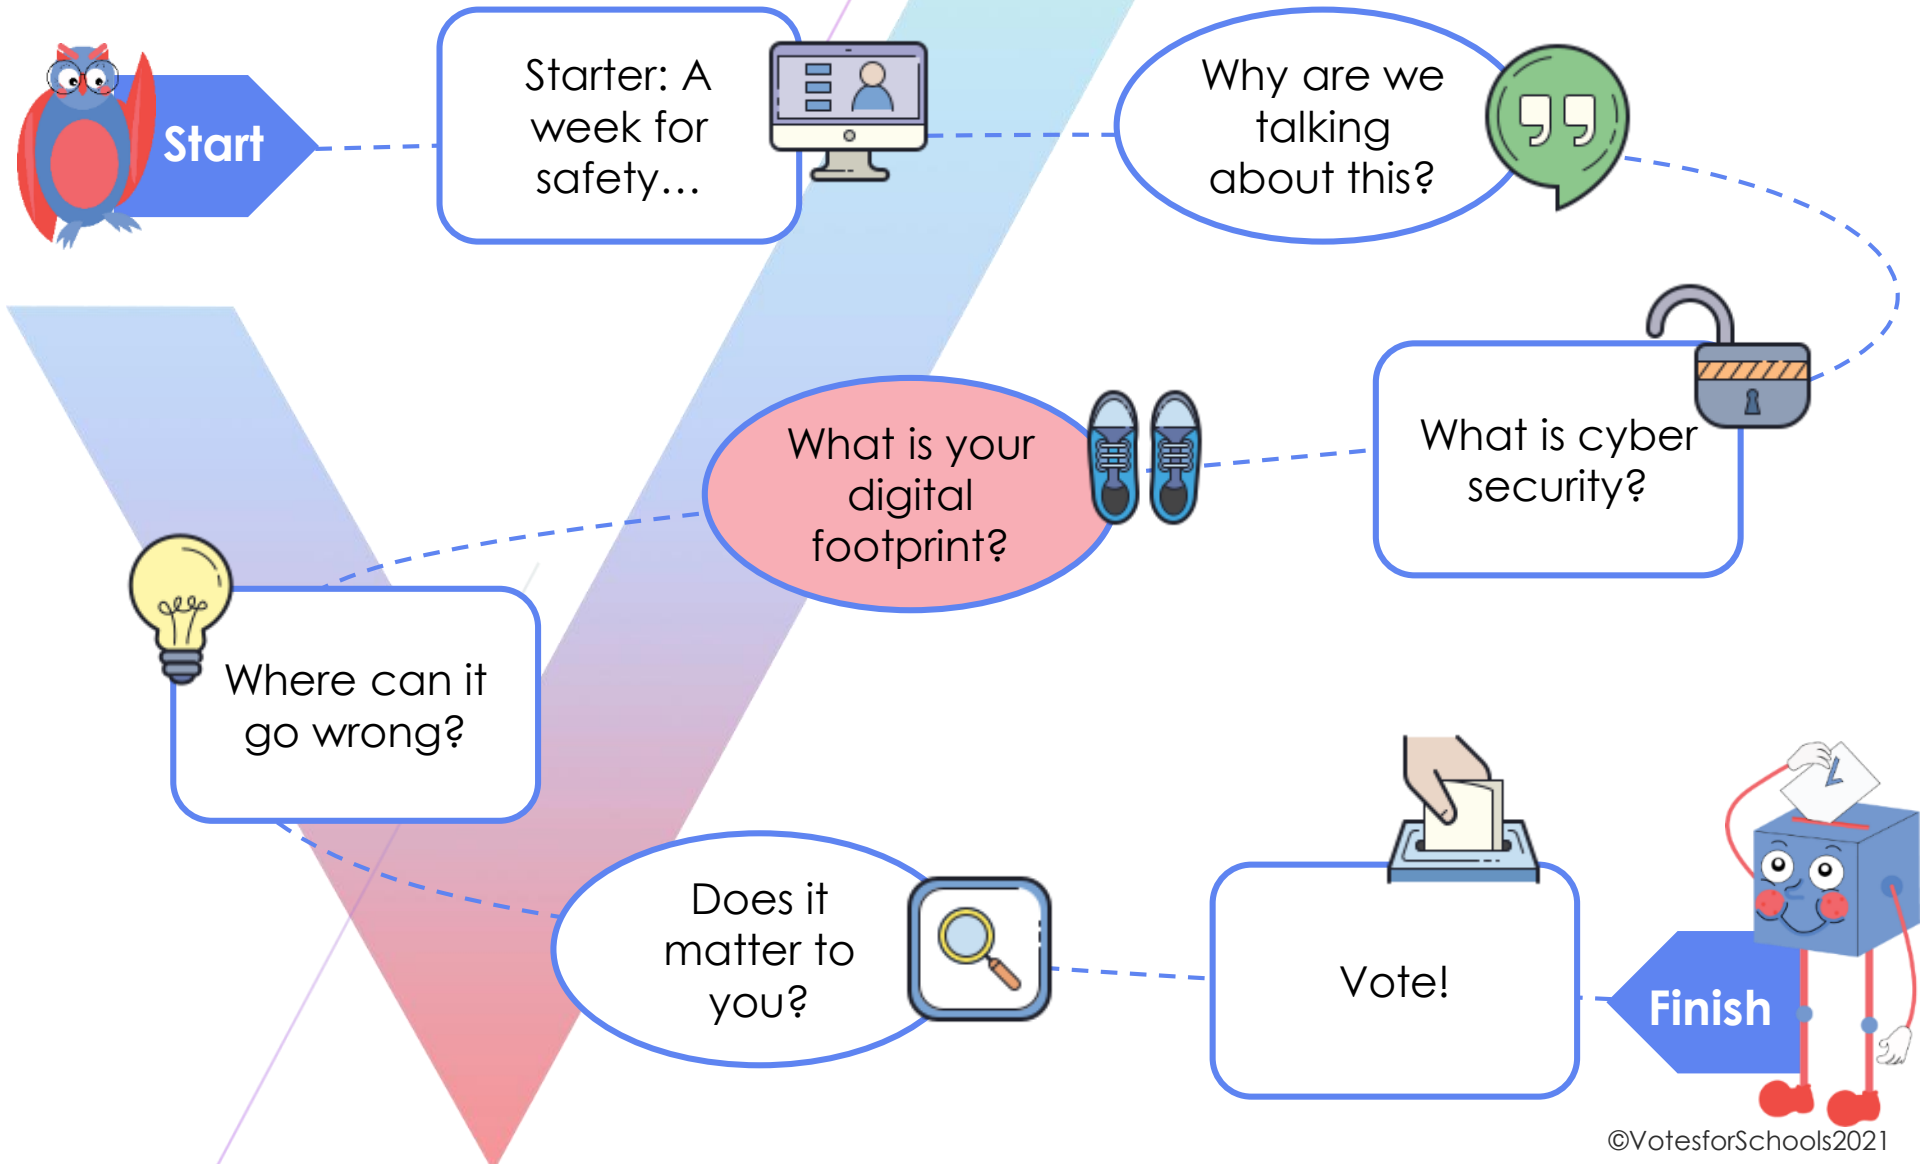 Start
Starter: A
week for
safety...
Why are we
talking
about this?
What is cyber
security?
What is your
digital
footprint?
Where can it
go wrong?
Does it
matter to
you?
Vote!
Finish
©VotesforSchools2021